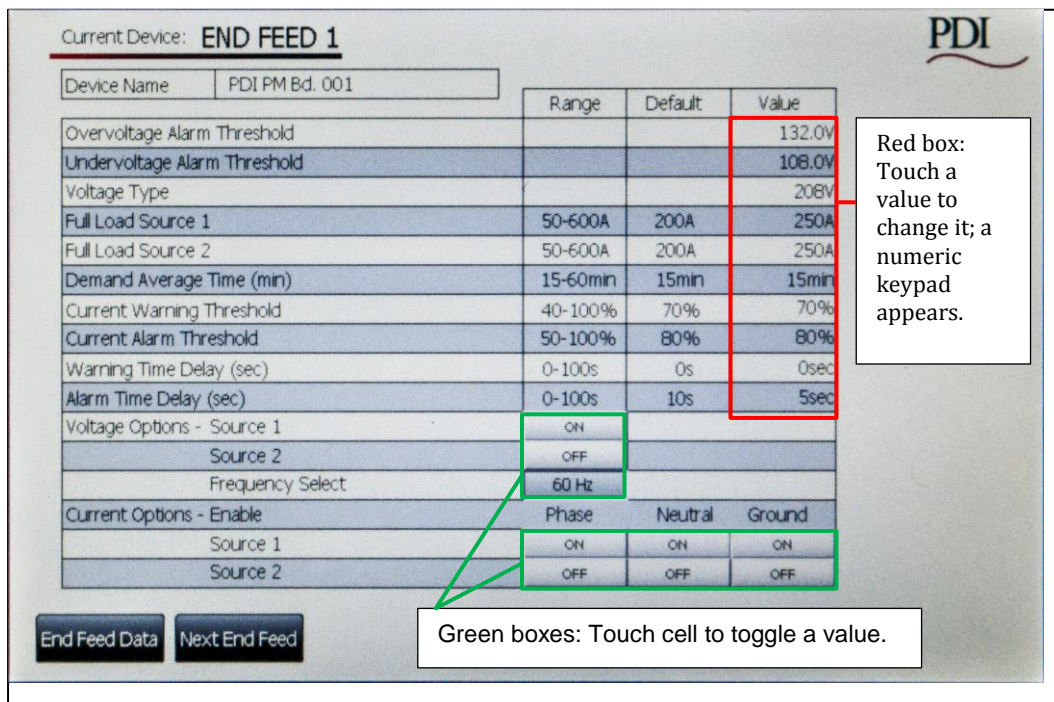 Current Device: END FEED 1
PDI
Device Name PDI PM Bd. 001
Range Default Value
Overvoltage Alarm Threshold 132.0V
Undervoltage Alarm Threshold 108.0V
Voltage Type 208V
Full Load Source 1 50-600A 200A 250A
Full Load Source 2 50-600A 200A 250A
Demand Average Time (min) 15-60min 15min 15min
Current Warning Threshold 40-100% 70% 70%
Current Alarm Threshold 50-100% 80% 80%
Warning Time Delay (sec) 0-100s 0s 0sec
Alarm Time Delay (sec) 0-100s 10s 5sec
Voltage Options - Source 1 ON
Source 2 OFF
Frequency Select 60 Hz
Current Options - Enable Phase Neutral Ground
Source 1 ON ON ON
Source 2 OFF OFF OFF
End Feed Data Next End Feed
Red box:
Touch a
value to
change it; a
numeric
keypad
appears.
Green boxes: Touch cell to toggle a value.